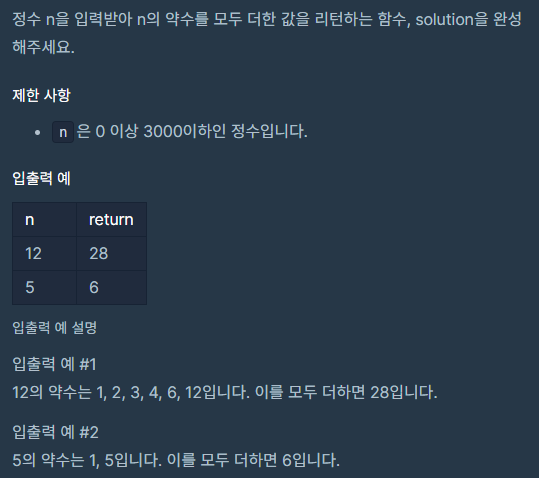 정수 n을 입력받아 n의 약수를 모두 더한 값을 리턴하는 함수, solution을 완성
해주세요.
제한 사항
n은 0 이상 3000이하인 정수입니다.
입출력 예
n return
12 28
5 6
입출력 예 설명
입출력 예 #1
12의 약수는 1, 2, 3, 4, 6, 12입니다. 이를 모두 더하면 28입니다.
입출력 예 #2
5의 약수는 1, 5입니다. 이를 모두 더하면 6입니다.